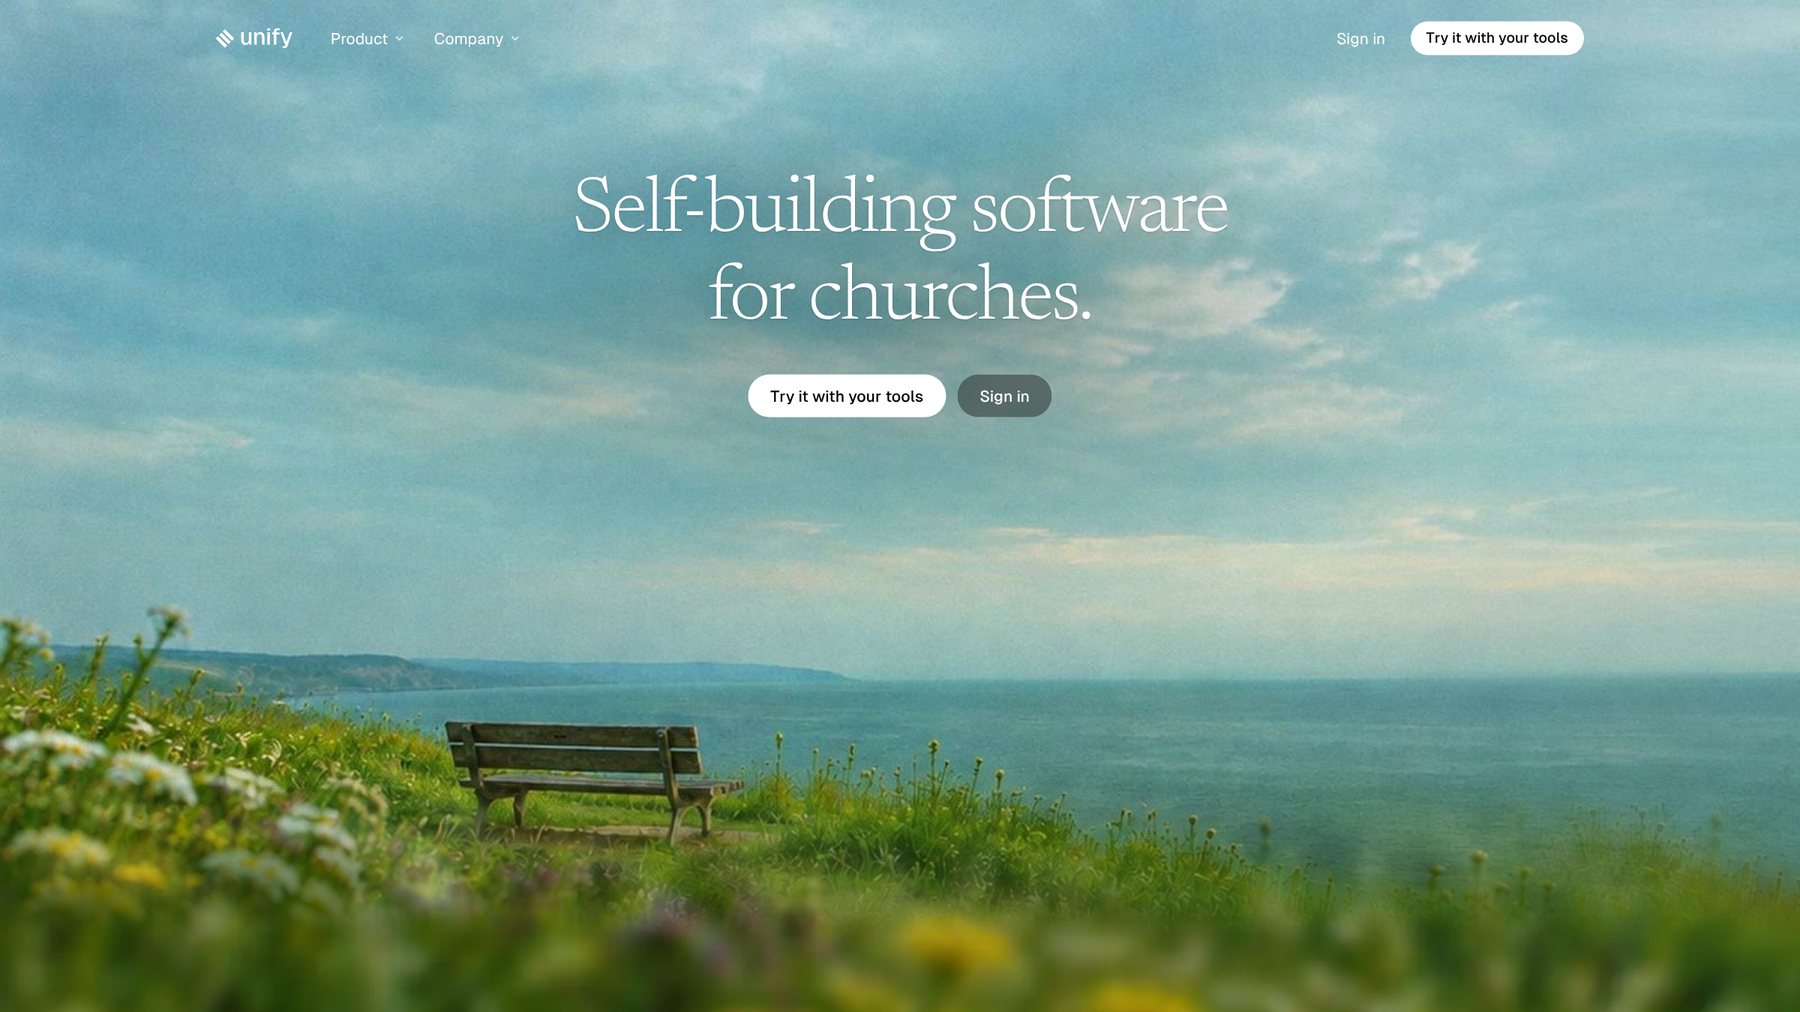 unify
Product
Company
Sign in
Try it with your tools
Self-building software
for churches.
Try it with your tools
Sign in